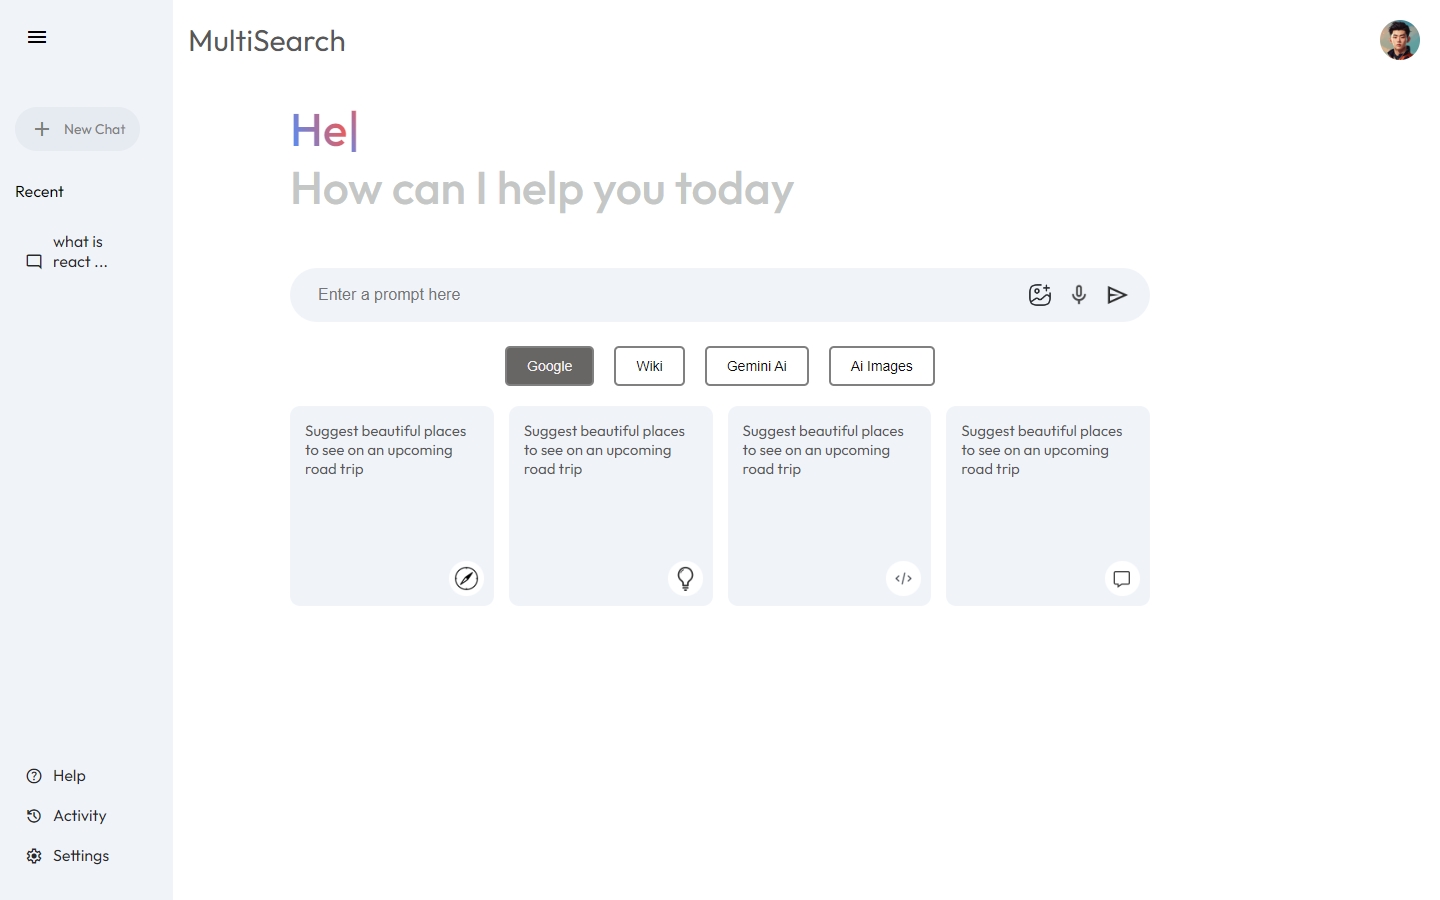 MultiSearch
New Chat
Recent
what is
react ...
Help
Activity
Settings
Hel
How can I help you today
Enter a prompt here
Google
Wiki
Gemini Ai
Ai Images
Suggest beautiful places
to see on an upcoming
road trip
Suggest beautiful places
to see on an upcoming
road trip
Suggest beautiful places
to see on an upcoming
road trip
Suggest beautiful places
to see on an upcoming
road trip